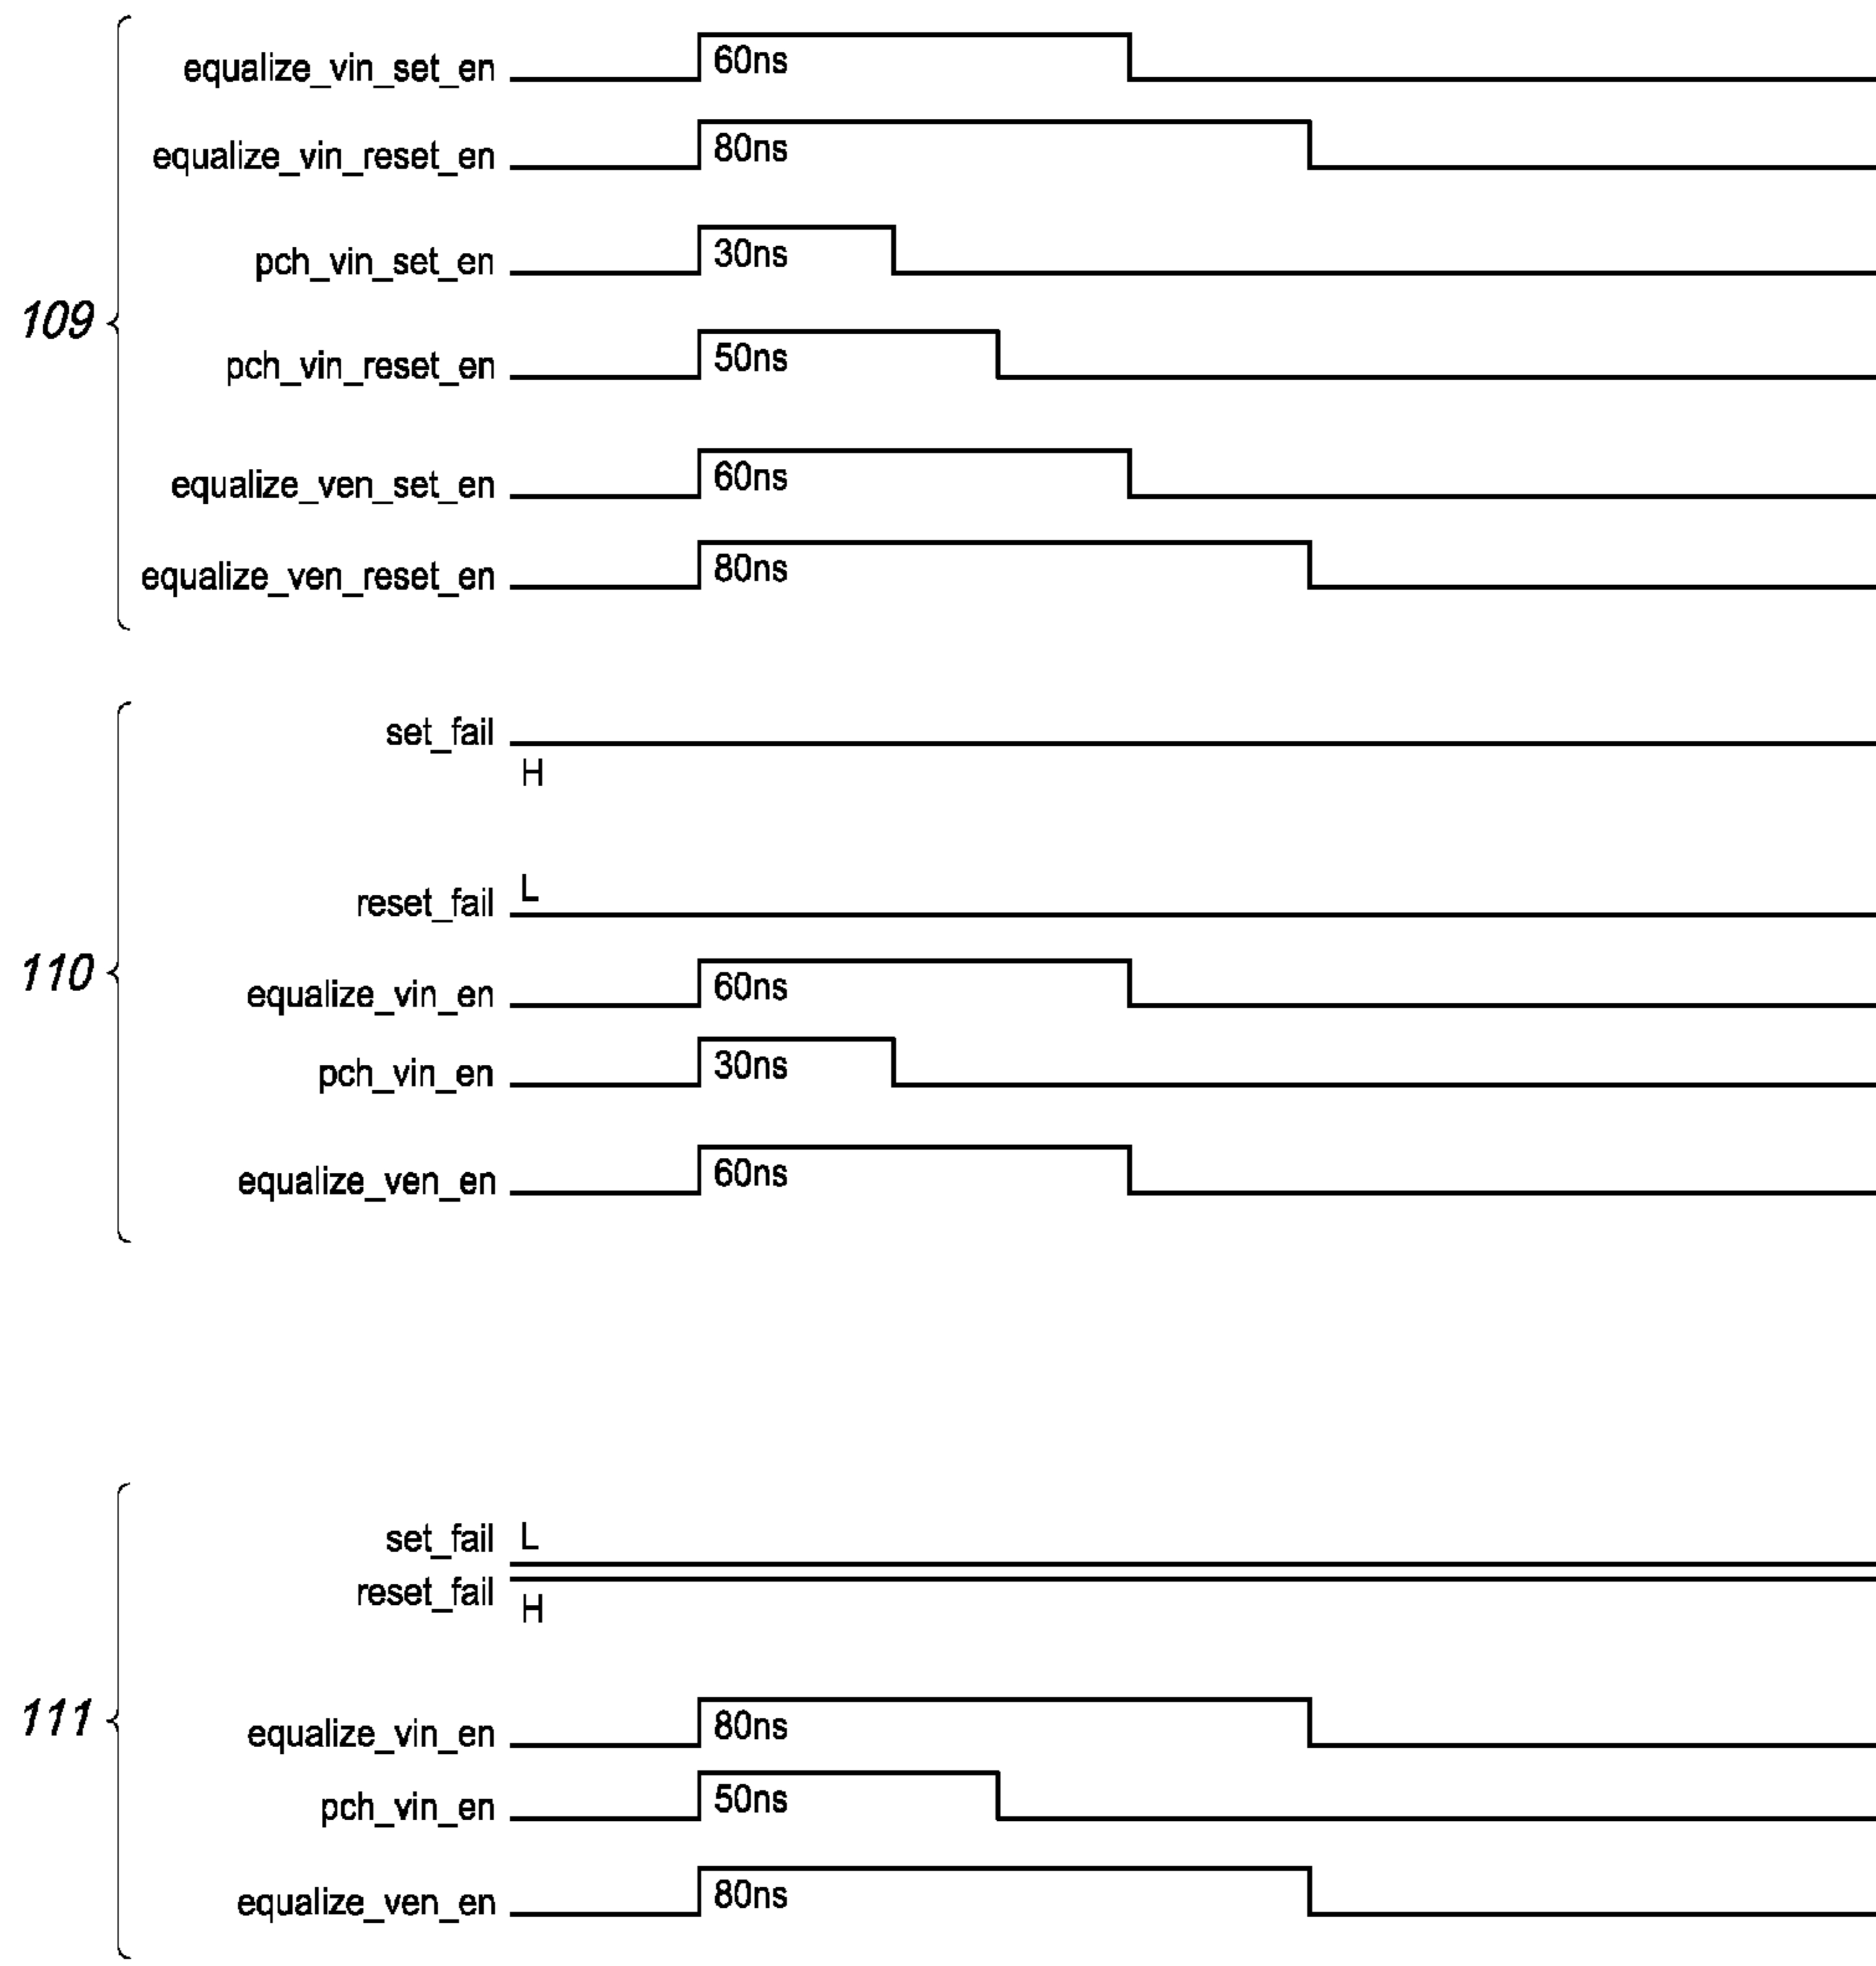 equalize_vin_set_en 60ns
equalize_vin_reset_en 80ns
pch_vin_set_en 30ns
109
pch_vin_reset_en 50ns
equalize_ven_set_en 60ns
equalize_ven_reset_en 80ns
set_fail
H
reset_fail L
110
equalize_vin_en 60ns
pch_vin_en 30ns
equalize_ven_en 60ns
set_fail L
reset_fail H
111
equalize_vin_en 80ns
pch_vin_en 50ns
equalize_ven_en 80ns